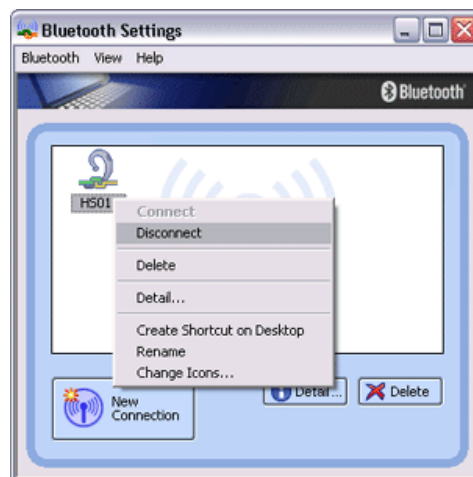 Bluetooth Settings
Bluetooth View Help
Bluetooth
HS01
Connect
Disconnect
Delete
Detail...
Create Shortcut on Desktop
Rename
Change Icons...
New
Connection
Detail...
Delete